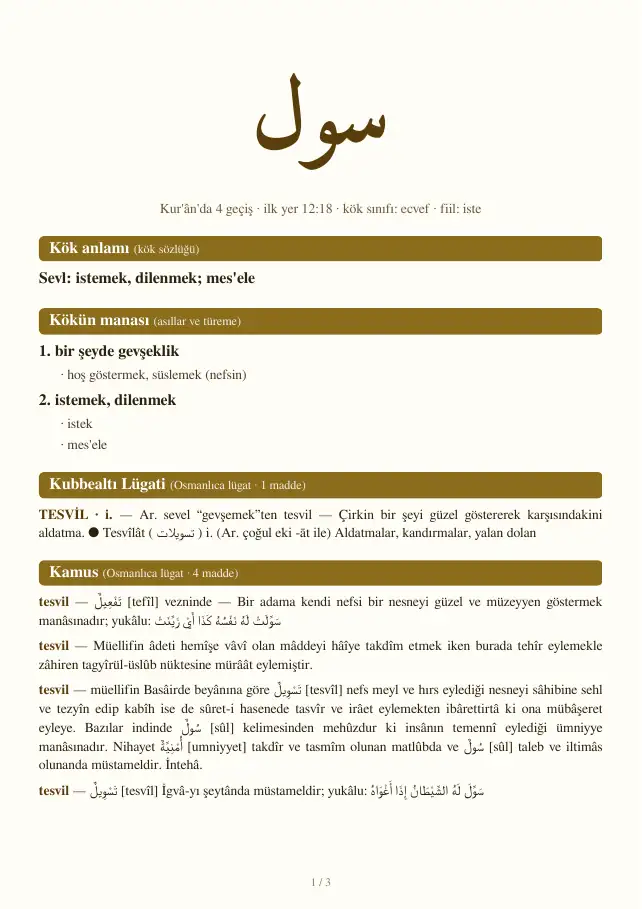 سول
Kur'ân'da 4 geçiş · ilk yer 12:18 · kök sınıfı: ecvef · fiil: iste
Kök anlamı (kök sözlüğü)
Sevl: istemek, dilenmek; mes'ele
Kökün manası (asıllar ve türeme)
1. bir şeyde gevşeklik
· hoş göstermek, süslemek (nefsin)
2. istemek, dilenmek
· istek
· mes'ele
Kubbealtı Lügati (Osmanlıca lügat · 1 madde)
TESVİL · i. — Ar. sevel “gevşemek”ten tesvil — Çirkin bir şeyi güzel göstererek karşısındakini
aldatma. ● Tesvîlât ( تسويلات ) i. (Ar. çoğul eki -ât ile) Aldatmalar, kandırmalar, yalan dolan
Kamus (Osmanlıca lügat · 4 madde)
tesvil — تَفْعِيلٌ [tefîl] vezninde — Bir adama kendi nefsi bir nesneyi güzel ve müzeyyen göstermek
manâsınadır; yukâlu: سَوَّلَتْ لَهُ نَفْسُهُ كَذَا أَيْ زَيَّنَتْ
tesvil — Müellifin âdeti hemîşe vâvî olan mâddeyi hâîye takdîm etmek iken burada tehîr eylemekle
zâhiren tagyîrül-üslûb nüktesine mürâât eylemiştir.
tesvil — müellifin Basâirde beyânına göre تَسْوِيلٌ [tesvîl] nefs meyl ve hırs eylediği nesneyi sâhibine sehl
ve tezyîn edip kabîh ise de sûret-i hasenede tasvîr ve irâet eylemekten ibârettirtâ ki ona mübâşeret
eyleye. Bazılar indinde سُولٌ [sûl] kelimesinden mehûzdur ki insânın temennî eylediği ümniyye
manâsınadır. Nihayet أُمْنِيَّةٌ [umniyyet] takdîr ve tasmîm olunan matlûbda ve سُولٌ [sûl] taleb ve iltimâs
olunanda müstameldir. İntehâ.
tesvil — تَسْوِيلٌ [tesvîl] İgvâ-yı şeytânda müstameldir; yukâlu: سَوَّلَ لَهُ الشَّيْطَانُ إِذَا أَغْوَاهُ
1 / 3